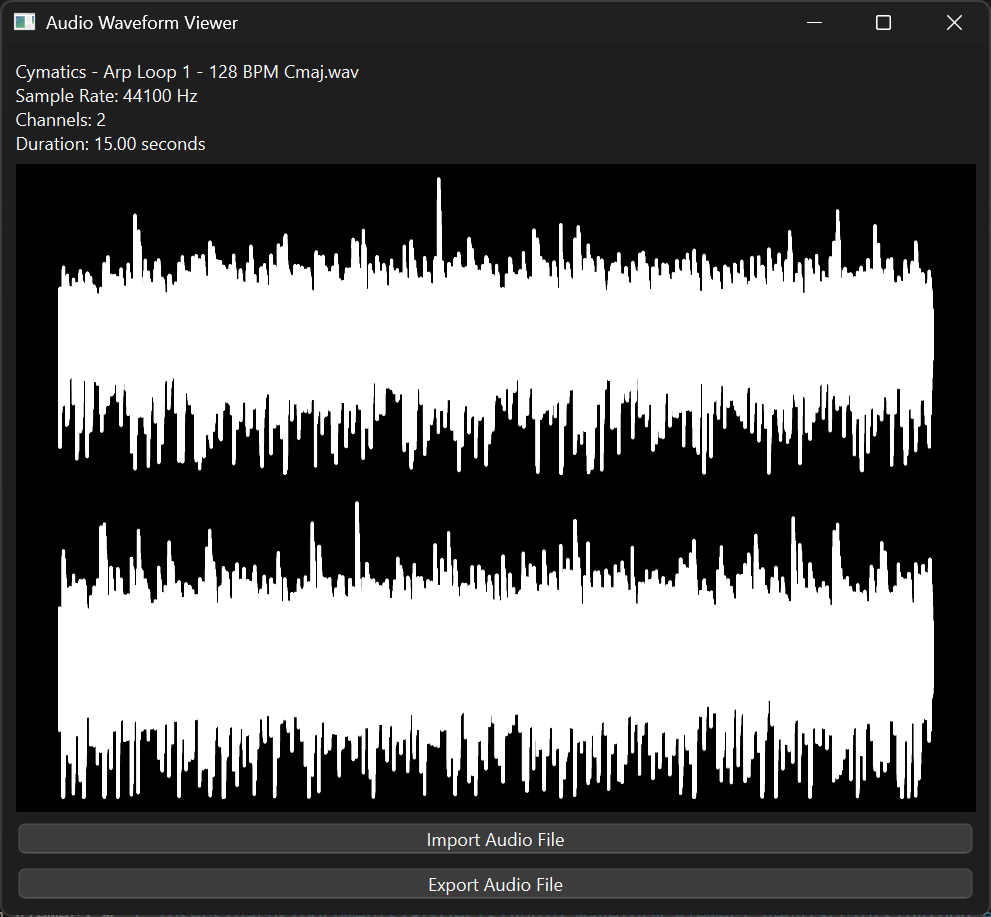 Audio Waveform Viewer
Cymatics - Arp Loop 1 - 128 BPM Cmaj.wav
Sample Rate: 44100 Hz
Channels: 2
Duration: 15.00 seconds
Import Audio File
Export Audio File